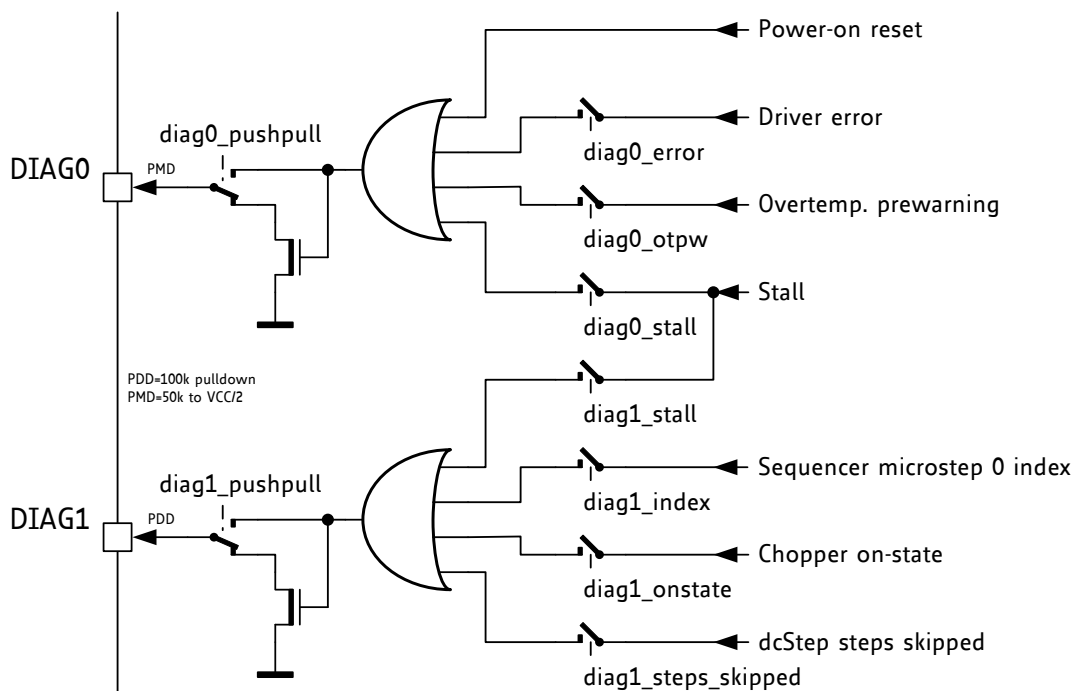 Power-on reset
Driver error
diag0_pushpull
diag0_error
DIAG0
PMD
Overtemp. prewarning
diag0_otpw
Stall
diag0_stall
PDD=100k pulldown
PMD=50k to VCC/2
diag1_stall
Sequencer microstep 0 index
diag1_pushpull
diag1_index
DIAG1
PDD
Chopper on-state
diag1_onstate
dcStep steps skipped
diag1_steps_skipped